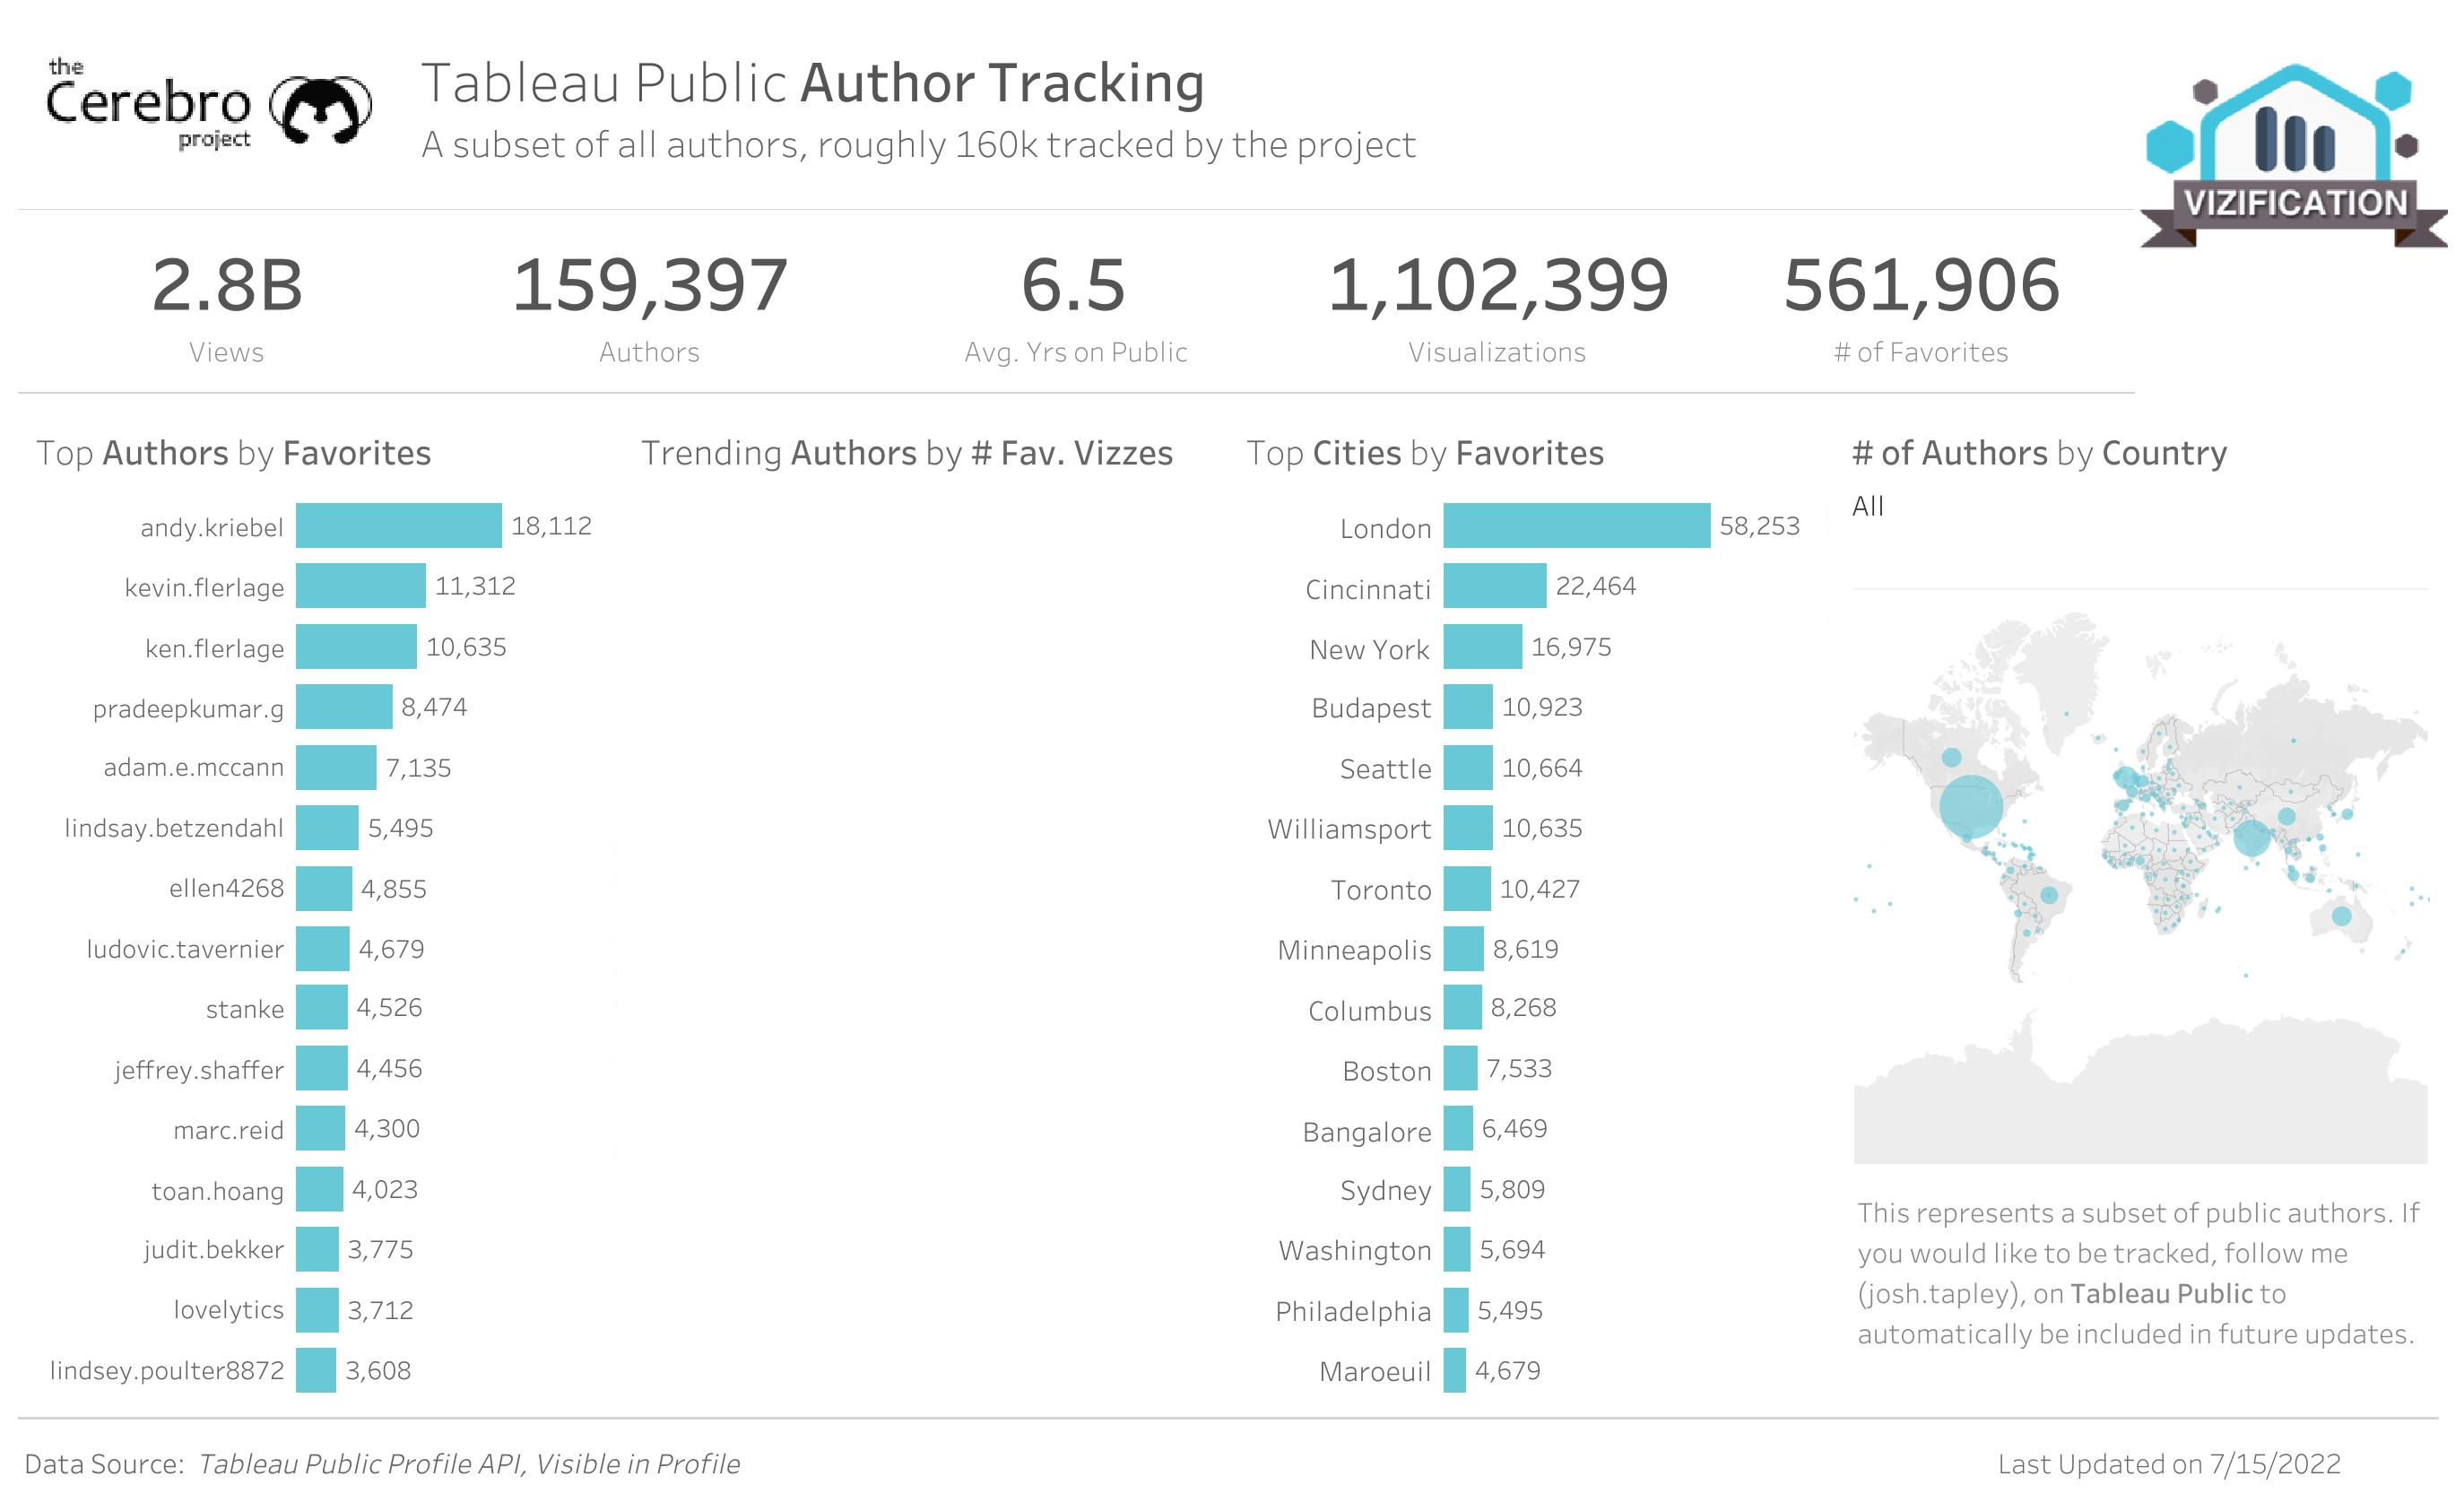 the
Cerebro
project
Tableau Public Author Tracking
A subset of all authors, roughly 160k tracked by the project
VIZIFICATION
2.8B
Views
159,397
Authors
6.5
Avg. Yrs on Public
1,102,399
Visualizations
561,906
# of Favorites
Top Authors by Favorites
andy.kriebel 18,112
kevin.flerlage 11,312
ken.flerlage 10,635
pradeepkumar.g 8,474
adam.e.mccann 7,135
lindsay.betzendahl 5,495
ellen4268 4,855
ludovic.tavernier 4,679
stanke 4,526
jeffrey.shaffer 4,456
marc.reid 4,300
toan.hoang 4,023
judit.bekker 3,775
lovelytics 3,712
lindsey.poulter8872 3,608
Trending Authors by # Fav. Vizzes
Top Cities by Favorites
London 58,253
Cincinnati 22,464
New York 16,975
Budapest 10,923
Seattle 10,664
Williamsport 10,635
Toronto 10,427
Minneapolis 8,619
Columbus 8,268
Boston 7,533
Bangalore 6,469
Sydney 5,809
Washington 5,694
Philadelphia 5,495
Maroeuil 4,679
# of Authors by Country
All
This represents a subset of public authors. If
you would like to be tracked, follow me
(josh.tapley), on Tableau Public to
automatically be included in future updates.
Data Source: Tableau Public Profile API, Visible in Profile
Last Updated on 7/15/2022